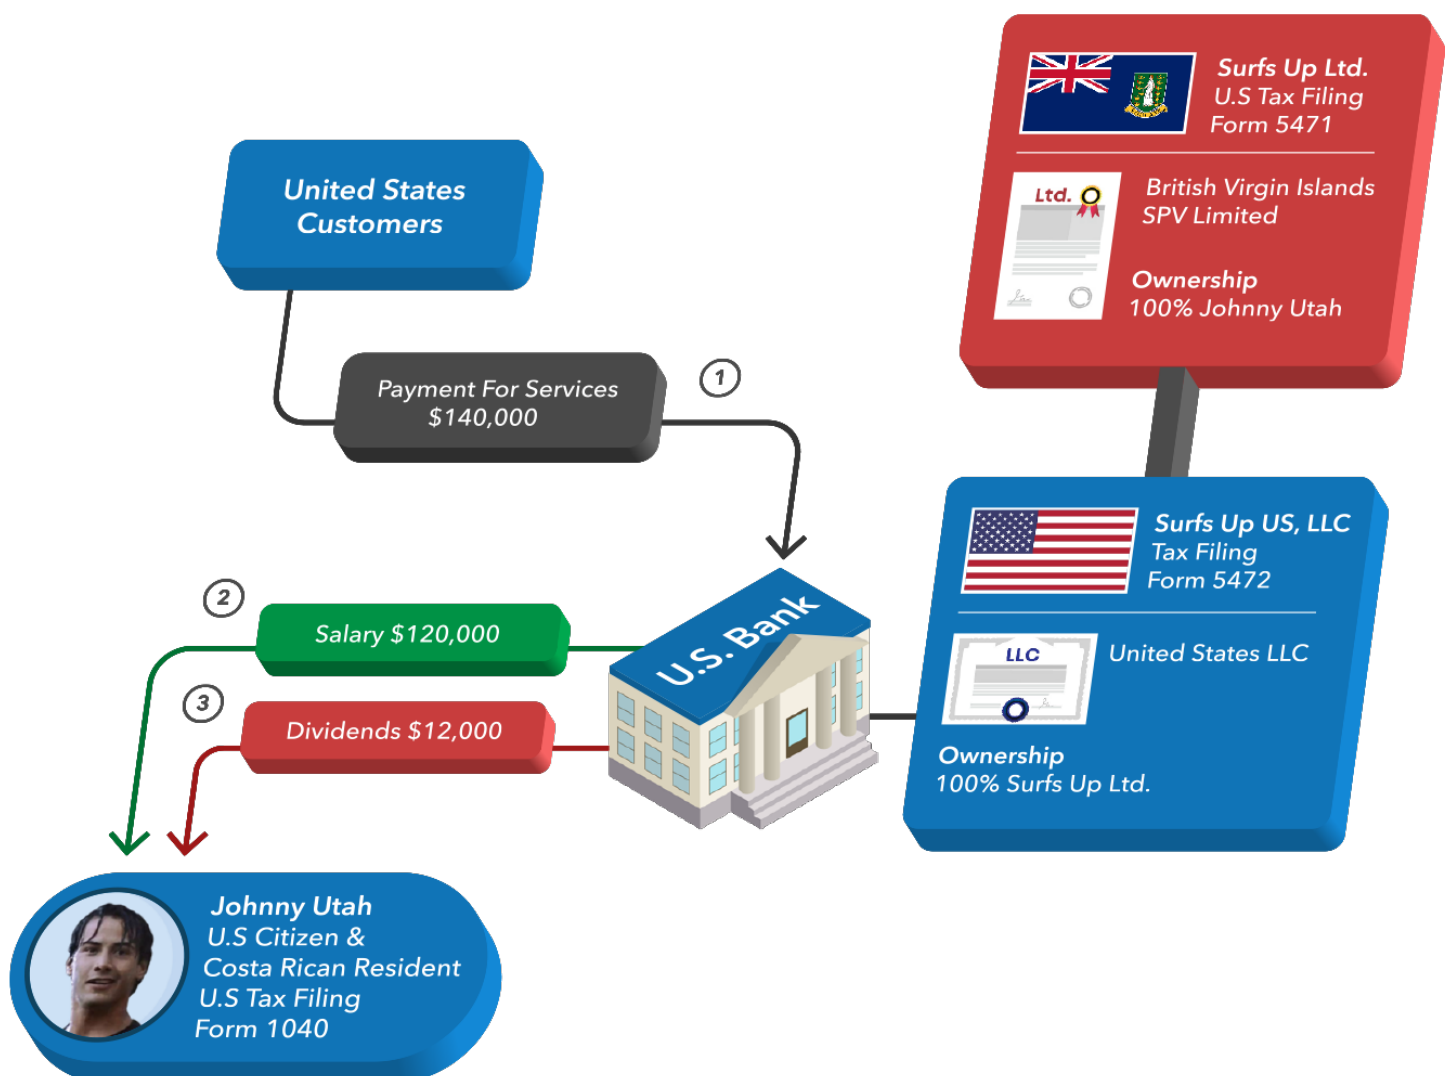 United States
Customers
Payment For Services
$140,000
1
Surfs Up Ltd.
U.S Tax Filing
Form 5471
Ltd.
British Virgin Islands
SPV Limited
Ownership
100% Johnny Utah
Surfs Up US, LLC
Tax Filing
Form 5472
LLC
United States LLC
Ownership
100% Surfs Up Ltd.
U.S. Bank
2
Salary $120,000
3
Dividends $12,000
Johnny Utah
U.S Citizen &
Costa Rican Resident
U.S Tax Filing
Form 1040